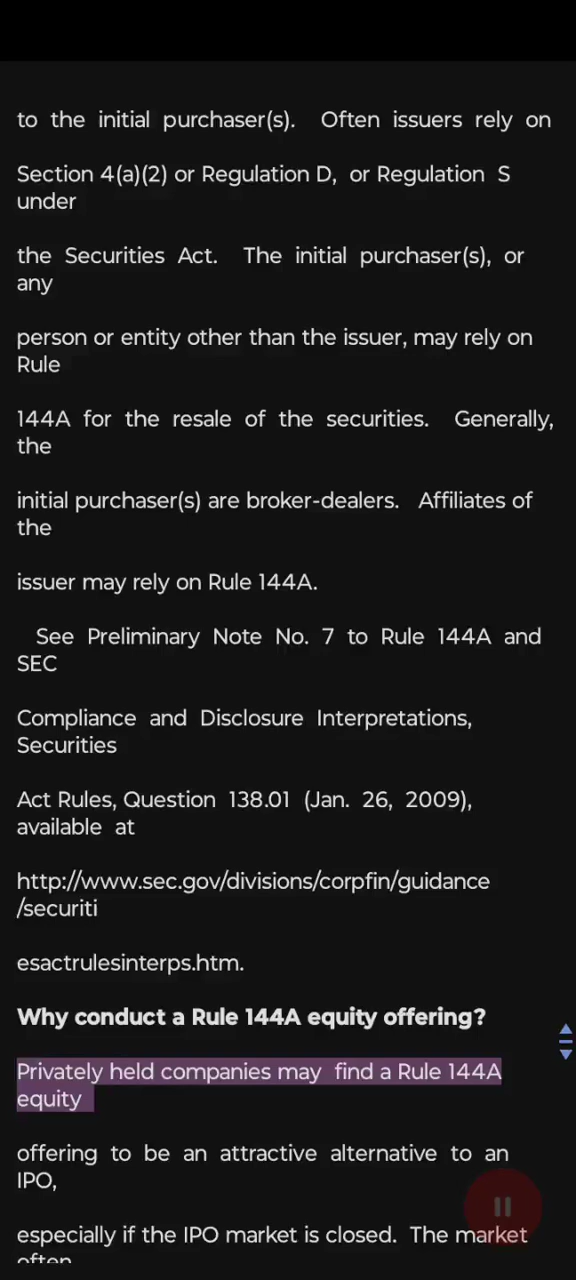 to the initial purchaser(s). Often issuers rely on
Section 4(a)(2) or Regulation D, or Regulation S
under
the Securities Act. The initial purchaser(s), or
any
person or entity other than the issuer, may rely on
Rule
144A for the resale of the securities. Generally,
the
initial purchaser(s) are broker-dealers. Affiliates of
the
issuer may rely on Rule 144A.
See Preliminary Note No. 7 to Rule 144A and
SEC
Compliance and Disclosure Interpretations,
Securities
Act Rules, Question 138.01 (Jan. 26, 2009),
available at
http://www.sec.gov/divisions/corpfin/guidance
/securiti
esactrulesinterps.htm.
Why conduct a Rule 144A equity offering?
Privately held companies may find a Rule 144A
equity
offering to be an attractive alternative to an
IPO,
especially if the IPO market is closed. The market
often